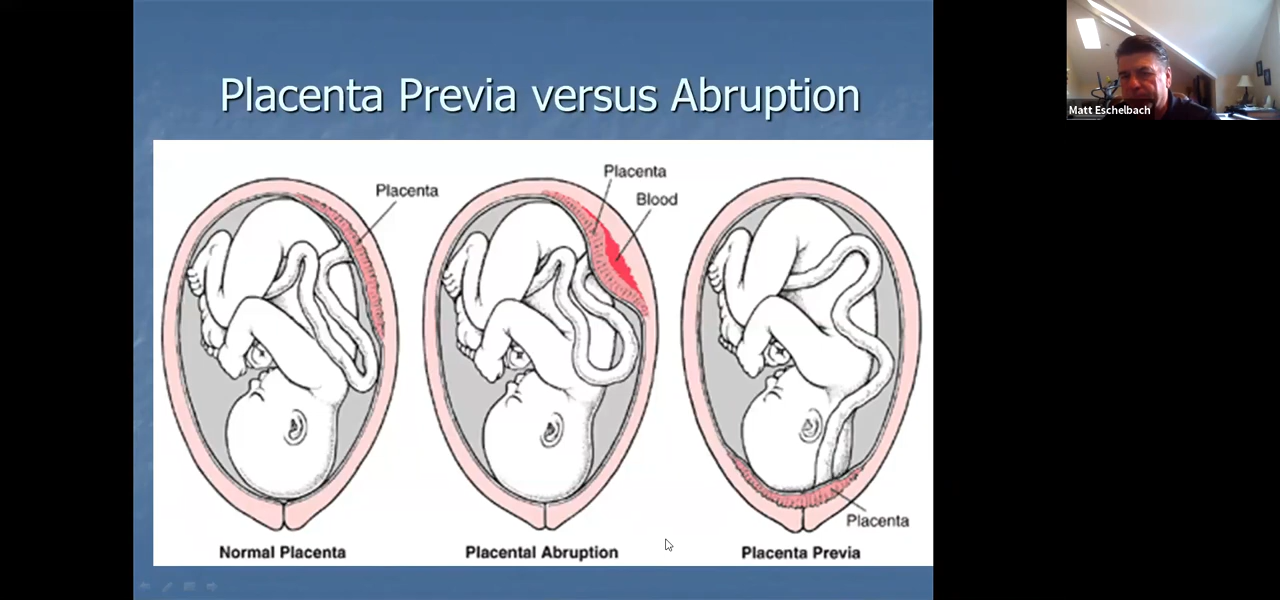 Placenta Previa versus Abruption
Matt Eschelbach
Placenta
Placenta
Blood
Placenta
Normal Placenta
Placental Abruption
Placenta Previa